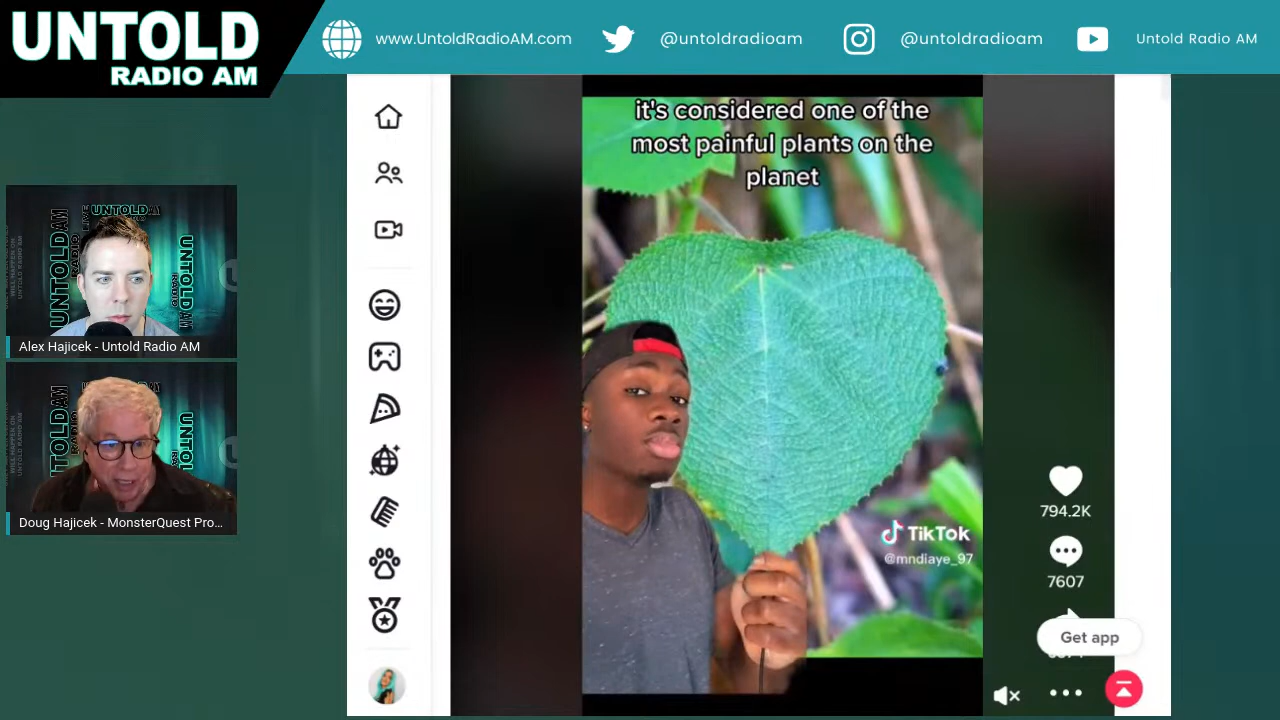 UNTOLD
RADIO AM
www.UntoldRadioAM.com
@untoldradioam
@untoldradioam
Untold Radio AM
it's considered one of the
most painful plants on the
planet
Alex Hajicek - Untold Radio AM
Doug Hajicek - MonsterQuest Pro...
TikTok
@mndiaye_97
794.2K
7607
Get app